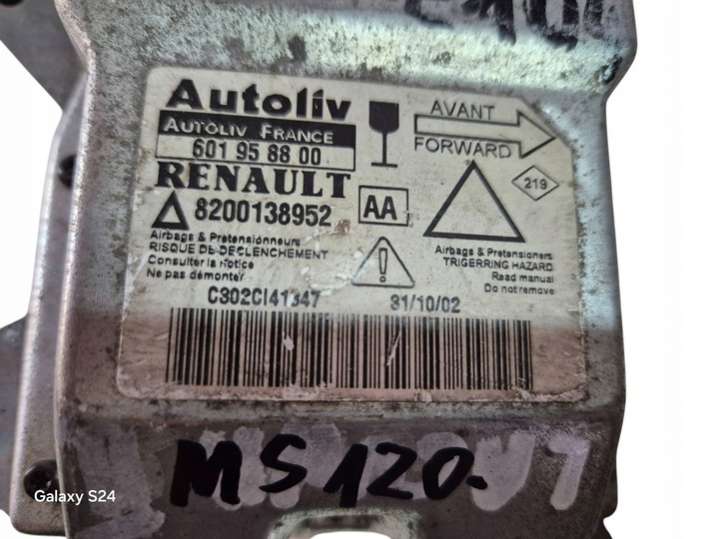 Autoliv
AUTOLIV FRANCE
601 95 88 00
RENAULT
8200138952
AA
AVANT
FORWARD
219
Airbags & Pretensionneurs
RISQUE DE DECLENCHEMENT
Consulter la notice
Ne pas démonter
Airbags & Pretensioners
TRIGERRING HAZARD
Read manual
Do not remove
C302CI41347
31/10/02
MS120.
Galaxy S24